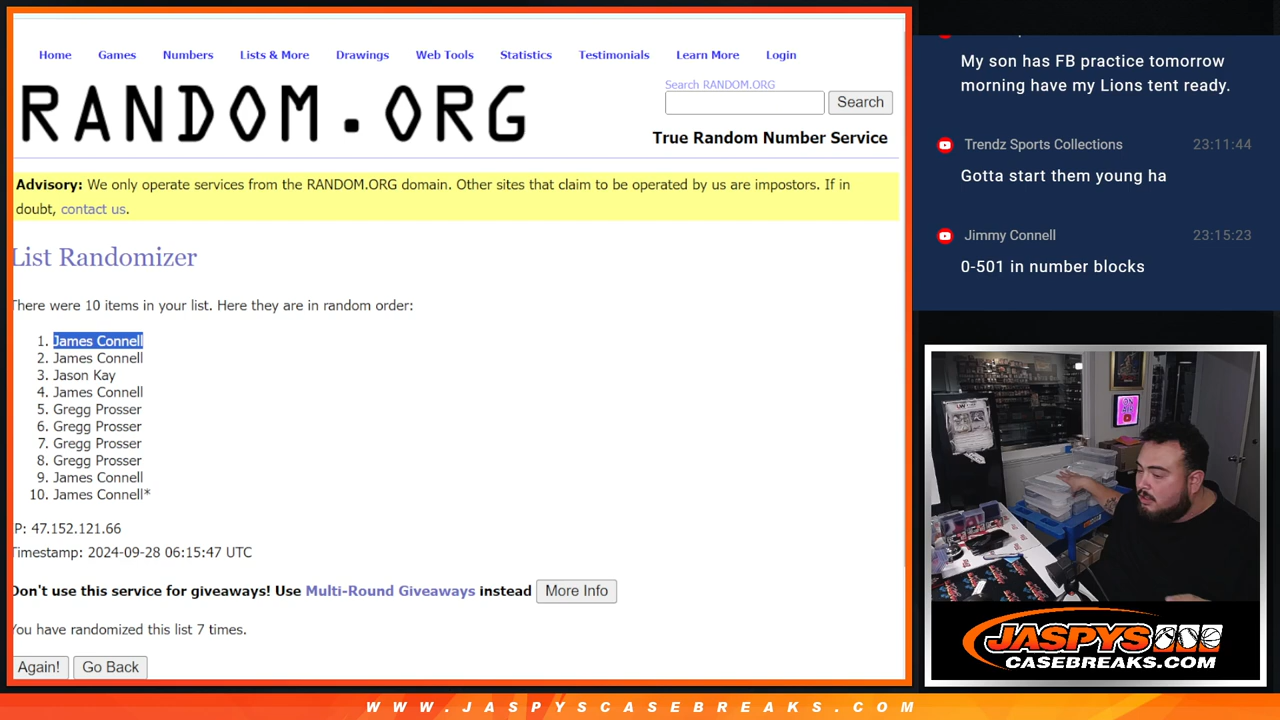 Home Games Numbers Lists & More Drawings Web Tools Statistics Testimonials Learn More Login
RANDOM.ORG
Search RANDOM.ORG
Search
True Random Number Service
Advisory: We only operate services from the RANDOM.ORG domain. Other sites that claim to be operated by us are impostors. If in
doubt, contact us.
List Randomizer
There were 10 items in your list. Here they are in random order:
1. James Connell
2. James Connell
3. Jason Kay
4. James Connell
5. Gregg Prosser
6. Gregg Prosser
7. Gregg Prosser
8. Gregg Prosser
9. James Connell
10. James Connell*
P: 47.152.121.66
Timestamp: 2024-09-28 06:15:47 UTC
Don't use this service for giveaways! Use Multi-Round Giveaways instead More Info
You have randomized this list 7 times.
Again! Go Back
My son has FB practice tomorrow
morning have my Lions tent ready.
Trendz Sports Collections 23:11:44
Gotta start them young ha
Jimmy Connell 23:15:23
0-501 in number blocks
JASPYS
CASEBREAKS.COM
WWW.JASPYSCASEBREAKS.COM